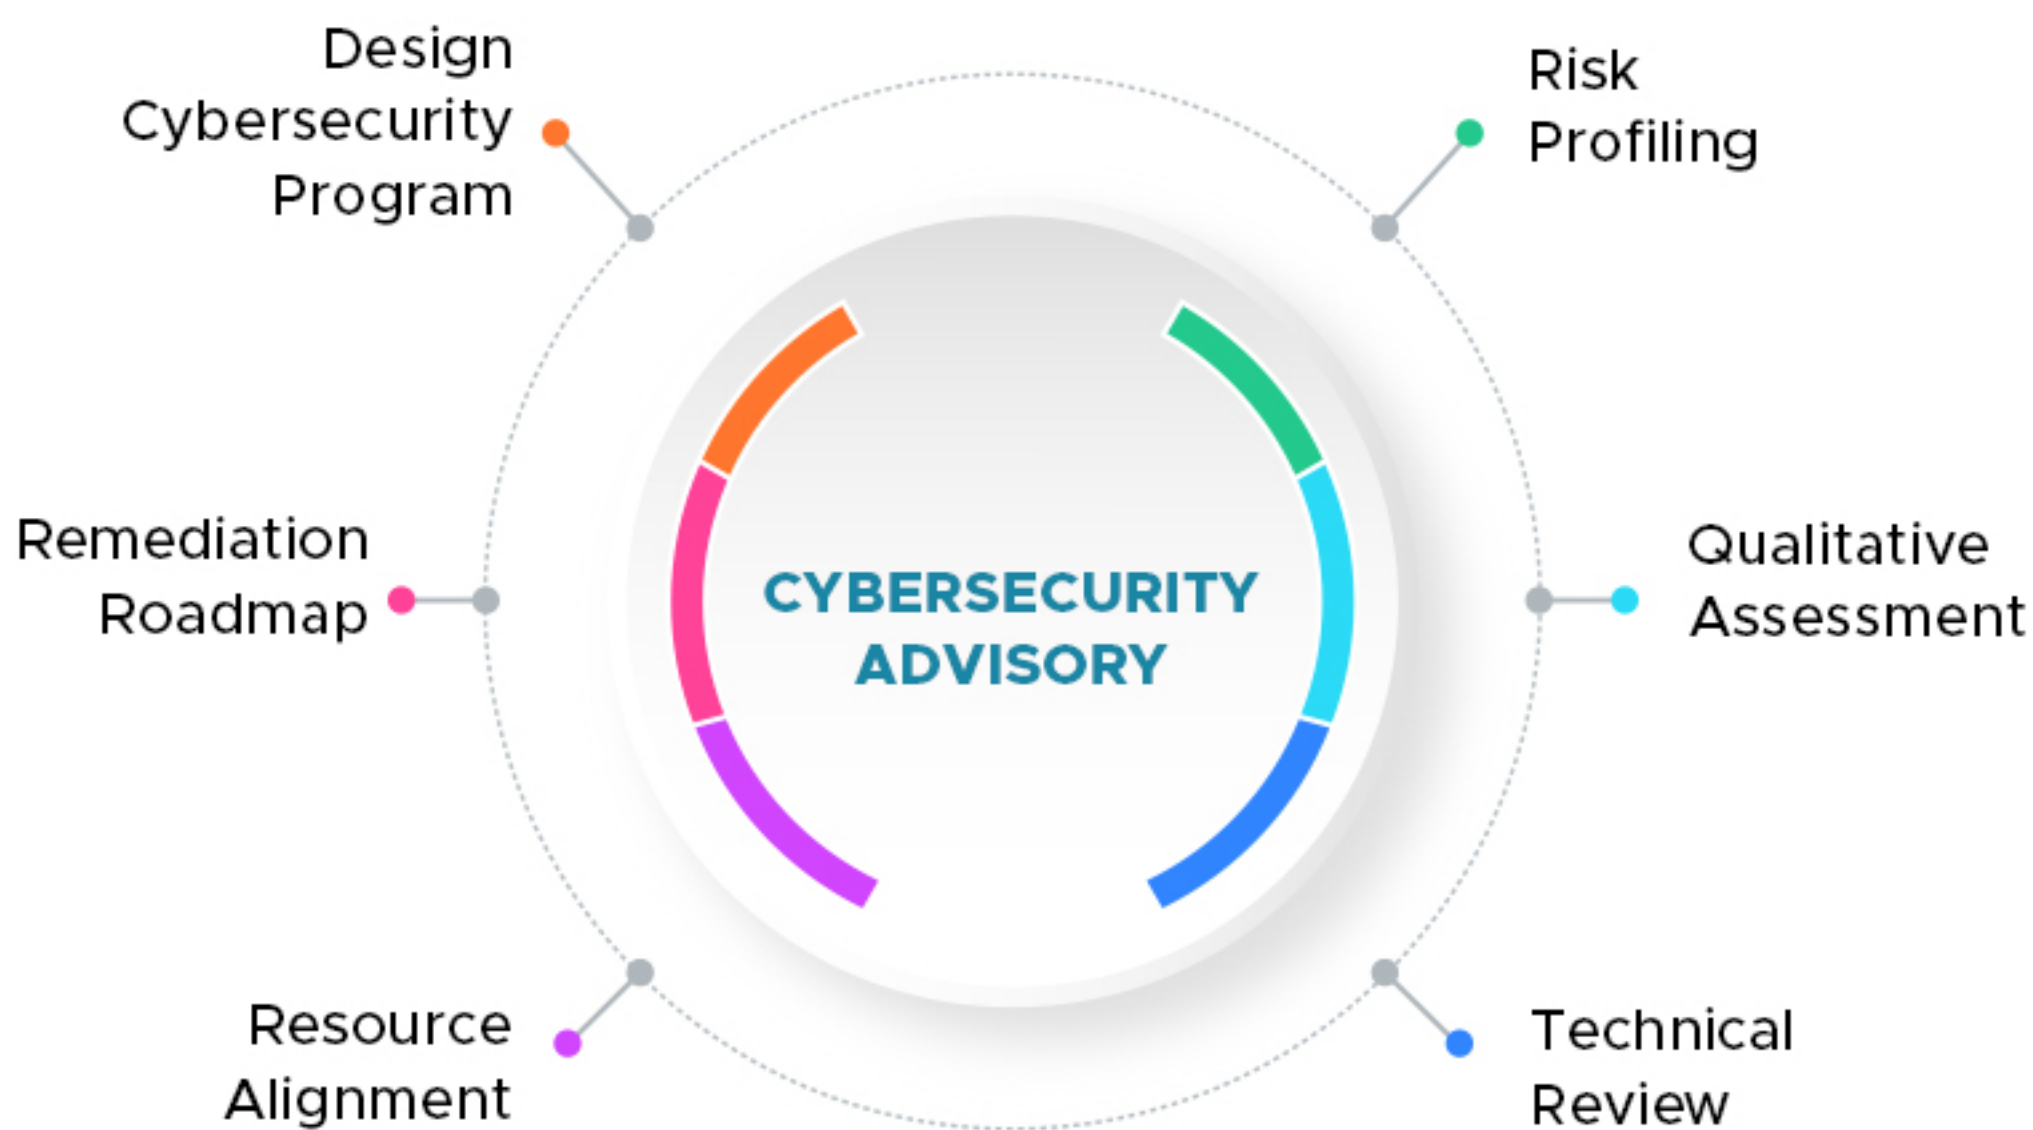 Design
Cybersecurity
Program
Risk
Profiling
Remediation
Roadmap
CYBERSECURITY
ADVISORY
Qualitative
Assessment
Resource
Alignment
Technical
Review